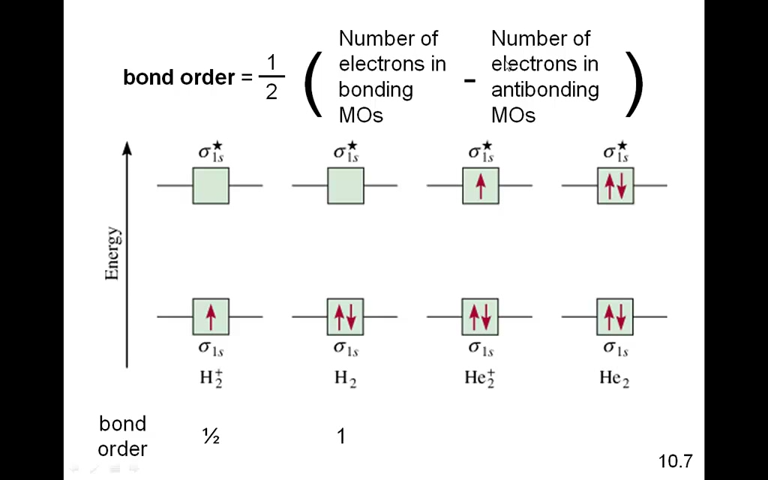 bond order = 1/2 ( Number of electrons in bonding MOs - Number of electrons in antibonding MOs )
σ★1s σ★1s σ★1s σ★1s
Energy
σ1s σ1s σ1s σ1s
H2+ H2 He2+ He2
bond order ½ 1
10.7